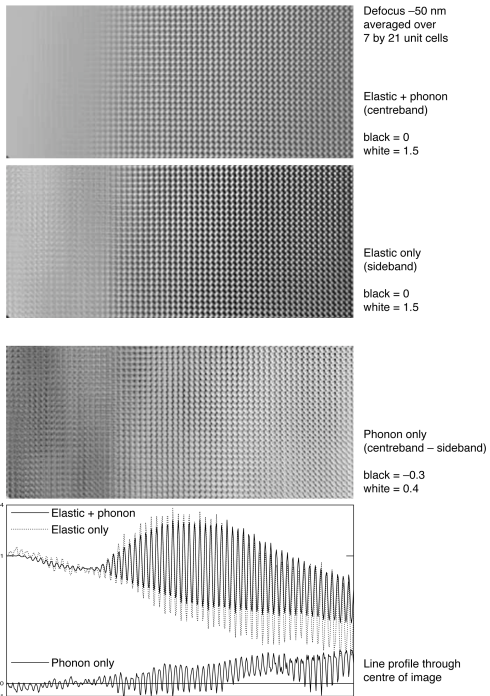 Defocus –50 nm
averaged over
7 by 21 unit cells
Elastic + phonon
(centreband)
black = 0
white = 1.5
Elastic only
(sideband)
black = 0
white = 1.5
Phonon only
(centreband – sideband)
black = –0.3
white = 0.4
Elastic + phonon
Elastic only
1
Phonon only
0
Line profile through
centre of image